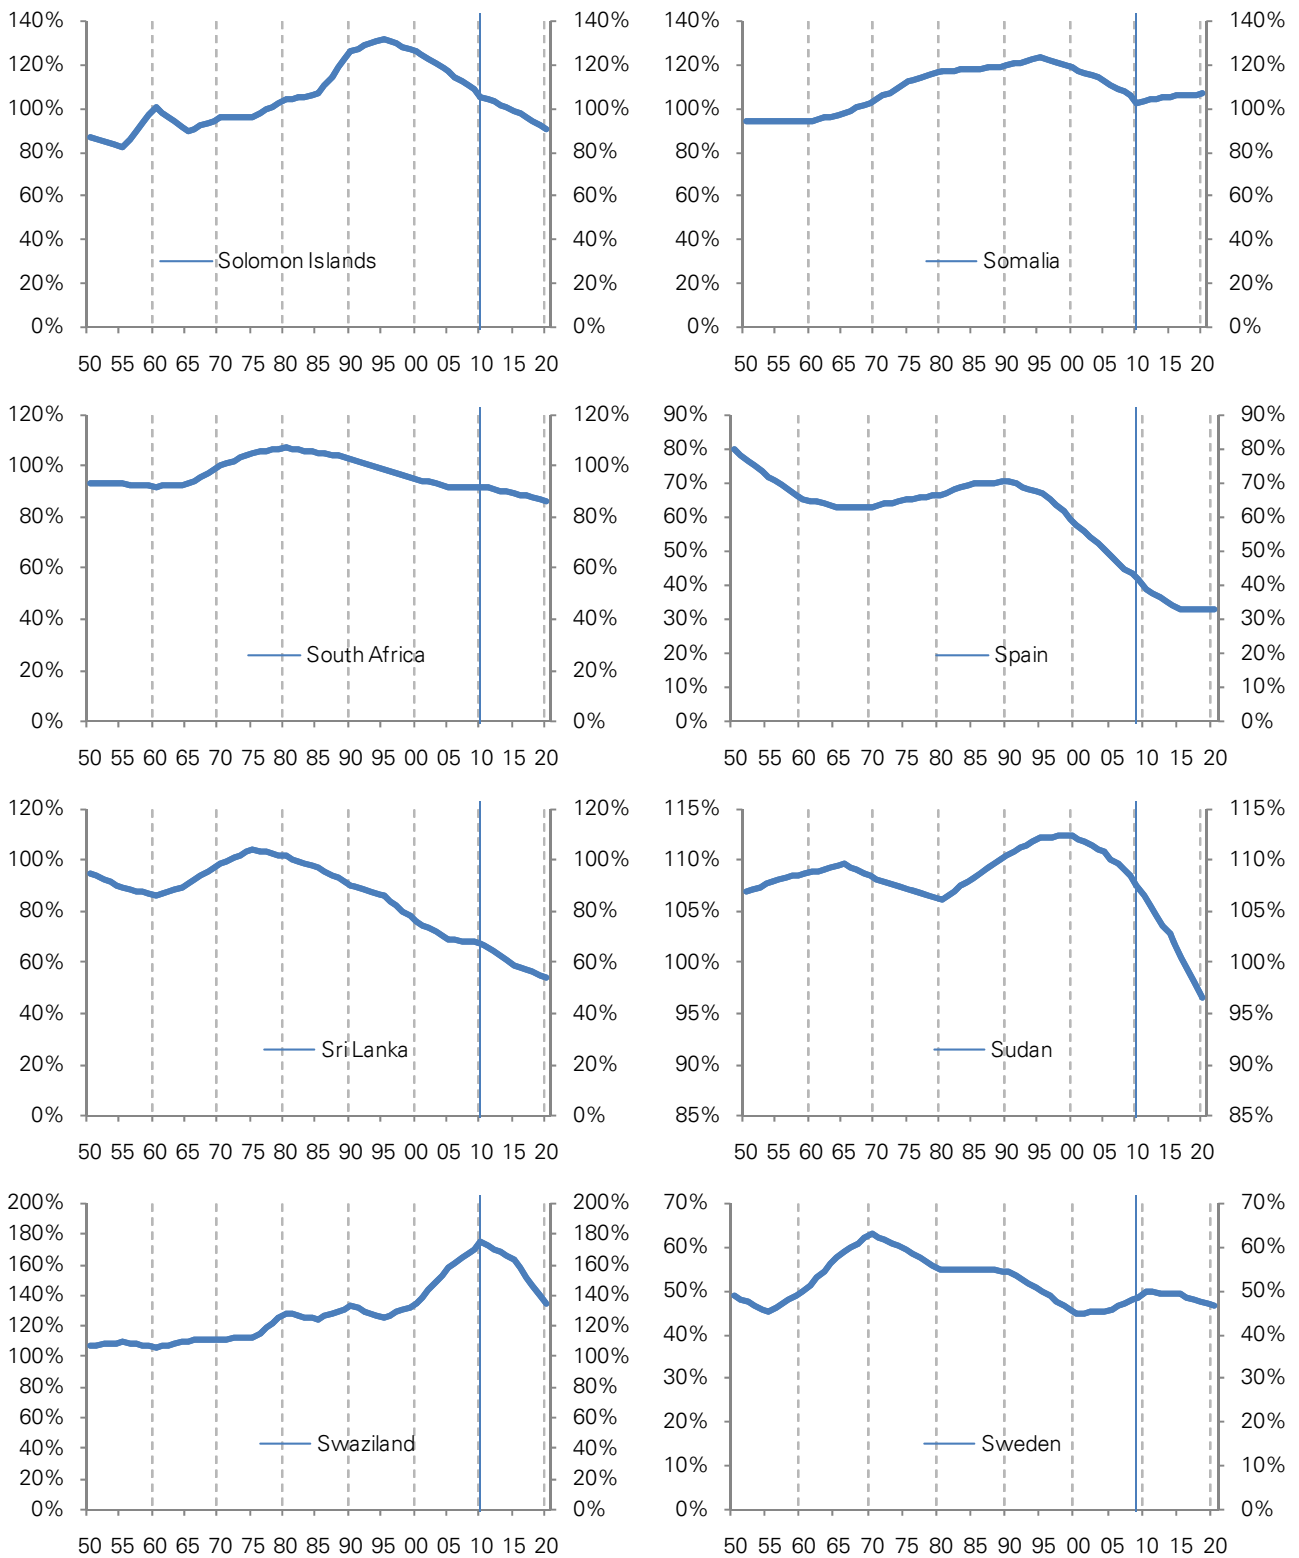 140% 140% 140% 140%
120% 120% 120% 120%
100% 100% 100% 100%
80% 80% 80% 80%
60% 60% 60% 60%
40% 40% 40% 40%
Solomon Islands Somalia
20% 20% 20% 20%
0% 0% 0% 0%
50 55 60 65 70 75 80 85 90 95 00 05 10 15 20 50 55 60 65 70 75 80 85 90 95 00 05 10 15 20
120% 120% 90% 90%
80% 80%
100% 100% 70% 70%
80% 80% 60% 60%
60% 60% 50% 50%
40% 40%
40% 40% 30% 30%
South Africa Spain
20% 20% 20% 20%
10% 10%
0% 0% 0% 0%
50 55 60 65 70 75 80 85 90 95 00 05 10 15 20 50 55 60 65 70 75 80 85 90 95 00 05 10 15 20
120% 120% 115% 115%
100% 100% 110% 110%
80% 80% 105% 105%
60% 60% 100% 100%
40% 40% 95% 95%
Sri Lanka Sudan
20% 20% 90% 90%
0% 0% 85% 85%
50 55 60 65 70 75 80 85 90 95 00 05 10 15 20 50 55 60 65 70 75 80 85 90 95 00 05 10 15 20
200% 200% 70% 70%
180% 180%
160% 160% 60% 60%
140% 140% 50% 50%
120% 120%
100% 100% 40% 40%
80% 80% 30% 30%
60% 60% 20% 20%
40% 40%
Swaziland Sweden
20% 20% 10% 10%
0% 0% 0% 0%
50 55 60 65 70 75 80 85 90 95 00 05 10 15 20 50 55 60 65 70 75 80 85 90 95 00 05 10 15 20